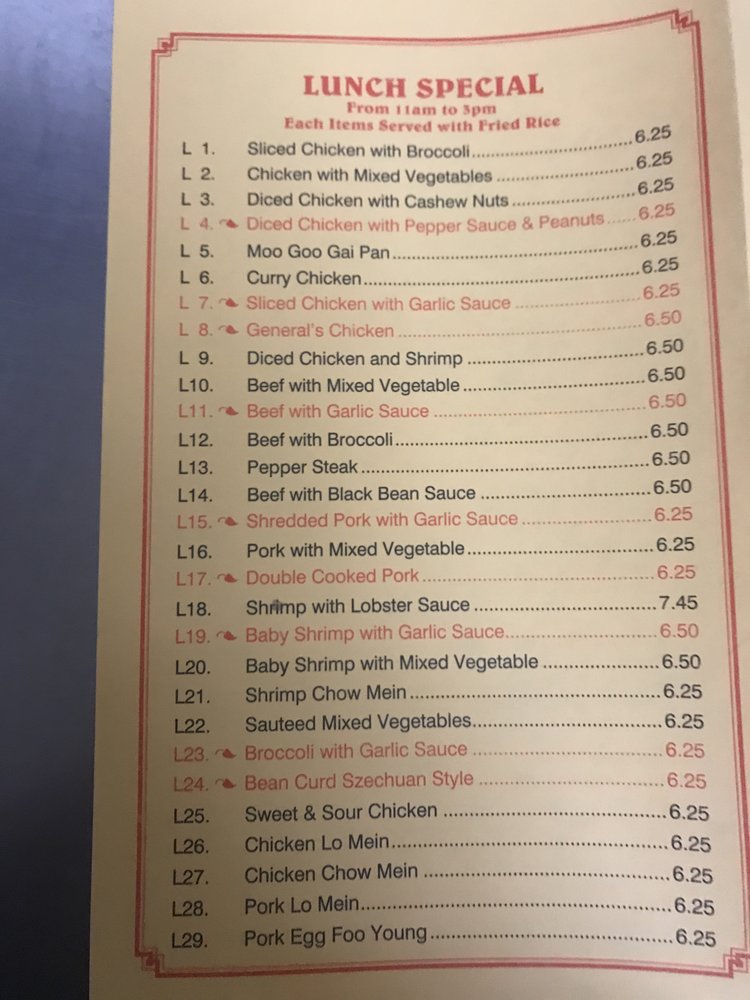 LUNCH SPECIAL
From 11am to 3pm
Each Items Served with Fried Rice
L 1. Sliced Chicken with Broccoli 6.25
L 2. Chicken with Mixed Vegetables 6.25
L 3. Diced Chicken with Cashew Nuts 6.25
L 4. Diced Chicken with Pepper Sauce & Peanuts 6.25
L 5. Moo Goo Gai Pan 6.25
L 6. Curry Chicken 6.25
L 7. Sliced Chicken with Garlic Sauce 6.25
L 8. General's Chicken 6.50
L 9. Diced Chicken and Shrimp 6.50
L10. Beef with Mixed Vegetable 6.50
L11. Beef with Garlic Sauce 6.50
L12. Beef with Broccoli 6.50
L13. Pepper Steak 6.50
L14. Beef with Black Bean Sauce 6.50
L15. Shredded Pork with Garlic Sauce 6.25
L16. Pork with Mixed Vegetable 6.25
L17. Double Cooked Pork 6.25
L18. Shrimp with Lobster Sauce 7.45
L19. Baby Shrimp with Garlic Sauce 6.50
L20. Baby Shrimp with Mixed Vegetable 6.50
L21. Shrimp Chow Mein 6.25
L22. Sauteed Mixed Vegetables 6.25
L23. Broccoli with Garlic Sauce 6.25
L24. Bean Curd Szechuan Style 6.25
L25. Sweet & Sour Chicken 6.25
L26. Chicken Lo Mein 6.25
L27. Chicken Chow Mein 6.25
L28. Pork Lo Mein 6.25
L29. Pork Egg Foo Young 6.25